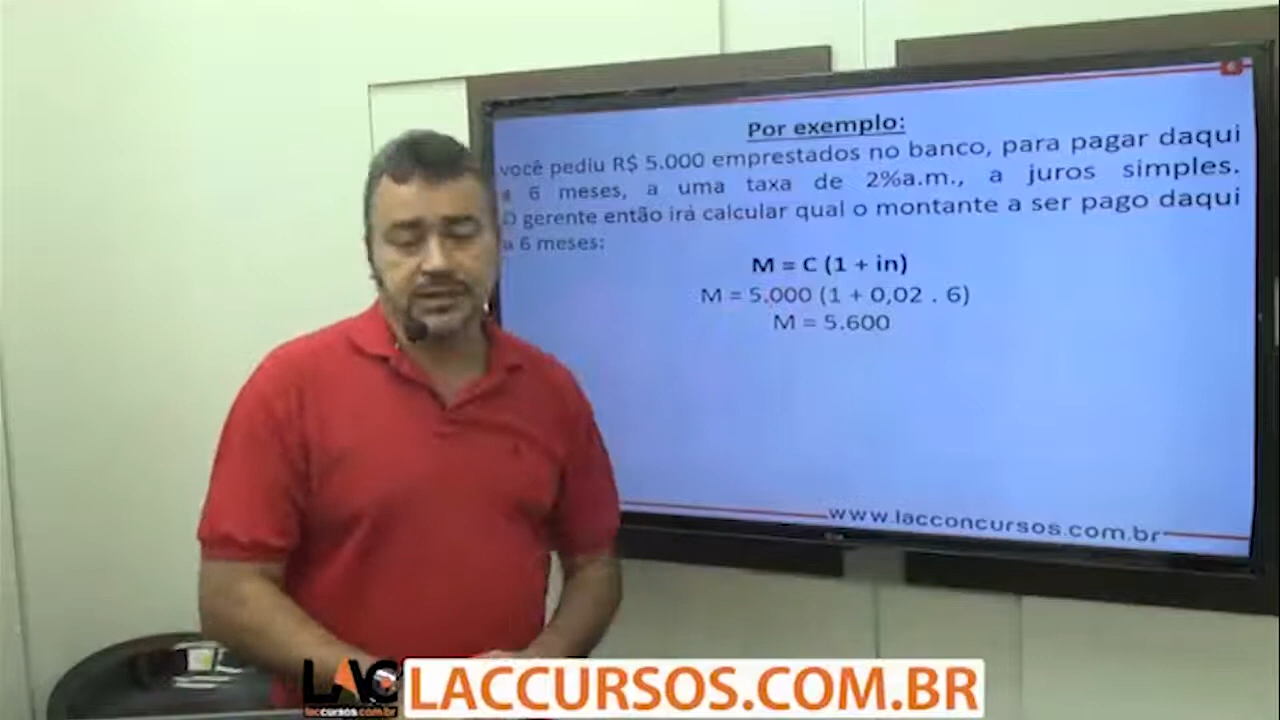 6
Por exemplo:
você pediu R$ 5.000 emprestados no banco, para pagar daqui
a 6 meses, a uma taxa de 2%a.m., a juros simples.
O gerente então irá calcular qual o montante a ser pago daqui
a 6 meses:
M = C (1 + in)
M = 5.000 (1 + 0,02 . 6)
M = 5.600
www.lacconcursos.com.br
LAC
laccursos.com.br
LACCURSOS.COM.BR